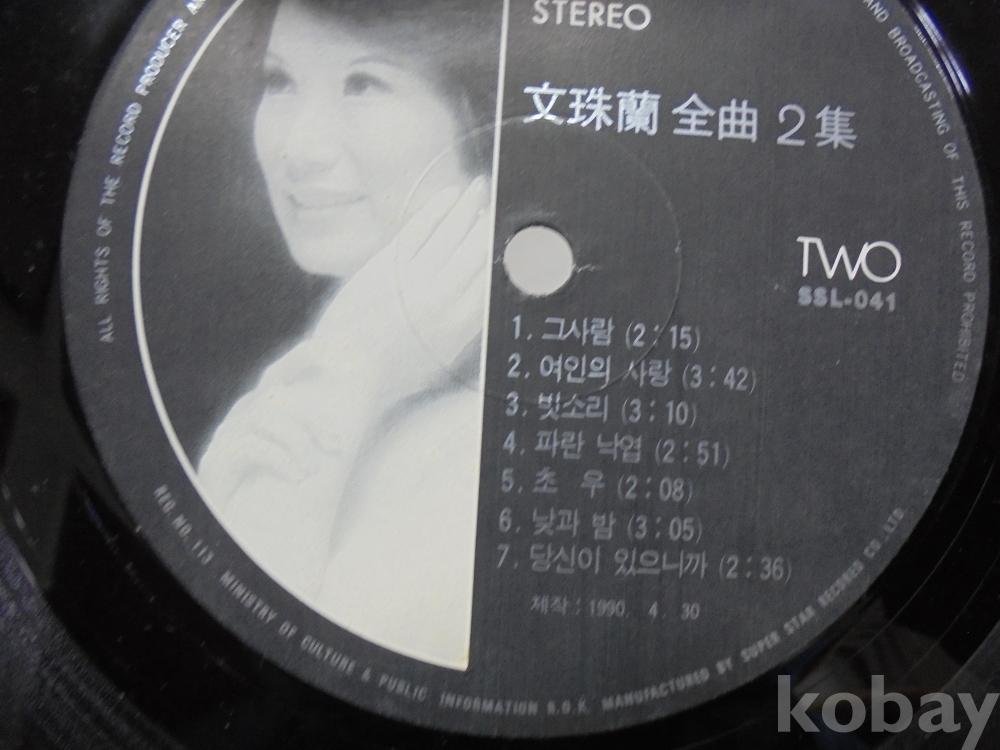 STEREO
文珠蘭 全曲 2集
TWO
SSL-041
1. 그사람 (2:15)
2. 여인의 사랑 (3:42)
3. 빗소리 (3:10)
4. 파란 낙엽 (2:51)
5. 초 우 (2:08)
6. 낮과 밤 (3:05)
7. 당신이 있으니까 (2:36)
제작: 1990. 4. 30
ALL RIGHTS OF THE RECORD PRODUCER
AND BROADCASTING OF THIS RECORD PROHIBITED
REG.NO.113 MINISTRY OF CULTURE & PUBLIC INFORMATION R.O.K. MANUFACTURED BY SUPER STAR RECORED CO.,LTD.
kobay